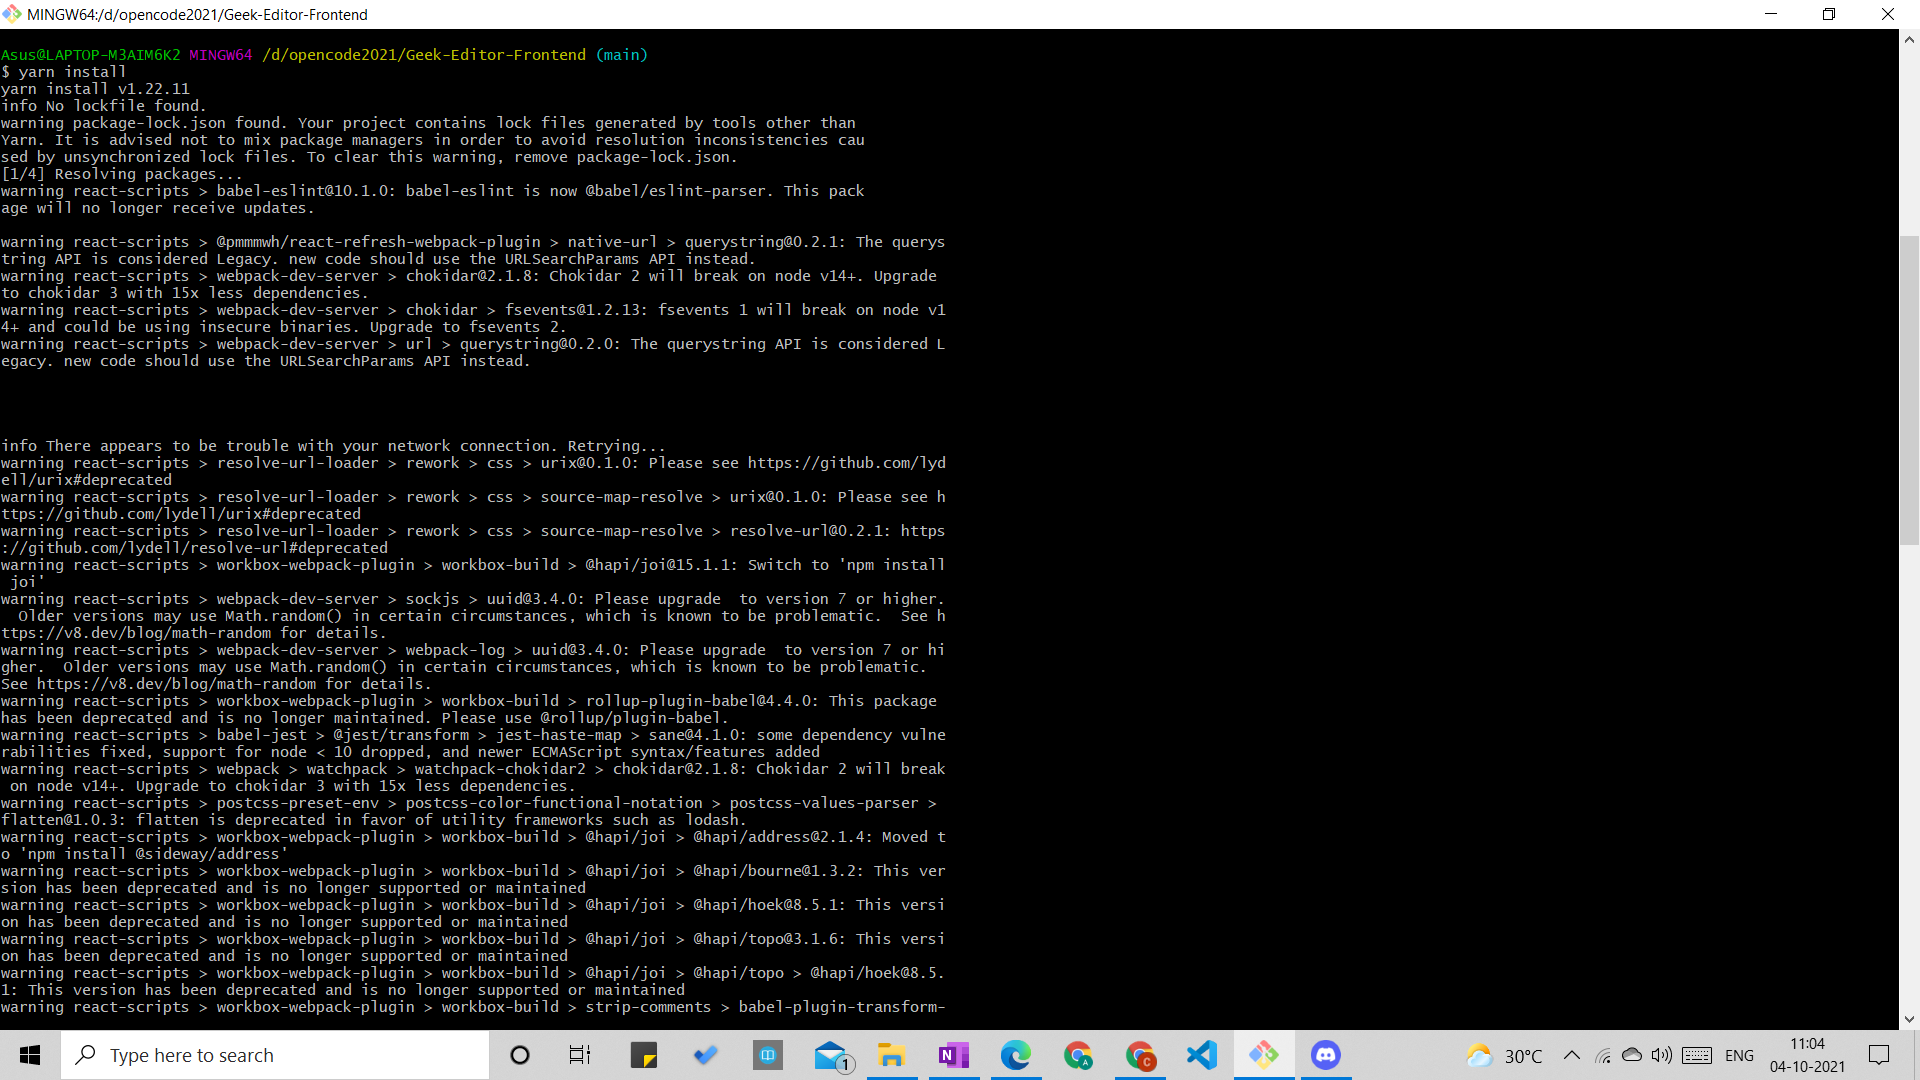 MINGW64:/d/opencode2021/Geek-Editor-Frontend
Asus@LAPTOP-M3AIM6K2 MINGW64 /d/opencode2021/Geek-Editor-Frontend (main)
$ yarn install
yarn install v1.22.11
info No lockfile found.
warning package-lock.json found. Your project contains lock files generated by tools other than
Yarn. It is advised not to mix package managers in order to avoid resolution inconsistencies cau
sed by unsynchronized lock files. To clear this warning, remove package-lock.json.
[1/4] Resolving packages...
warning react-scripts > babel-eslint@10.1.0: babel-eslint is now @babel/eslint-parser. This pack
age will no longer receive updates.
warning react-scripts > @pmmmwh/react-refresh-webpack-plugin > native-url > querystring@0.2.1: The querys
tring API is considered Legacy. new code should use the URLSearchParams API instead.
warning react-scripts > webpack-dev-server > chokidar@2.1.8: Chokidar 2 will break on node v14+. Upgrade
to chokidar 3 with 15x less dependencies.
warning react-scripts > webpack-dev-server > chokidar > fsevents@1.2.13: fsevents 1 will break on node v1
4+ and could be using insecure binaries. Upgrade to fsevents 2.
warning react-scripts > webpack-dev-server > url > querystring@0.2.0: The querystring API is considered L
egacy. new code should use the URLSearchParams API instead.
info There appears to be trouble with your network connection. Retrying...
warning react-scripts > resolve-url-loader > rework > css > urix@0.1.0: Please see https://github.com/lyd
ell/urix#deprecated
warning react-scripts > resolve-url-loader > rework > css > source-map-resolve > urix@0.1.0: Please see h
ttps://github.com/lydell/urix#deprecated
warning react-scripts > resolve-url-loader > rework > css > source-map-resolve > resolve-url@0.2.1: https
://github.com/lydell/resolve-url#deprecated
warning react-scripts > workbox-webpack-plugin > workbox-build > @hapi/joi@15.1.1: Switch to 'npm install
joi'
warning react-scripts > webpack-dev-server > sockjs > uuid@3.4.0: Please upgrade  to version 7 or higher.
Older versions may use Math.random() in certain circumstances, which is known to be problematic.  See h
ttps://v8.dev/blog/math-random for details.
warning react-scripts > webpack-dev-server > webpack-log > uuid@3.4.0: Please upgrade  to version 7 or hi
gher.  Older versions may use Math.random() in certain circumstances, which is known to be problematic.
See https://v8.dev/blog/math-random for details.
warning react-scripts > workbox-webpack-plugin > workbox-build > rollup-plugin-babel@4.4.0: This package
has been deprecated and is no longer maintained. Please use @rollup/plugin-babel.
warning react-scripts > babel-jest > @jest/transform > jest-haste-map > sane@4.1.0: some dependency vulne
rabilities fixed, support for node < 10 dropped, and newer ECMAScript syntax/features added
warning react-scripts > webpack > watchpack > watchpack-chokidar2 > chokidar@2.1.8: Chokidar 2 will break
on node v14+. Upgrade to chokidar 3 with 15x less dependencies.
warning react-scripts > postcss-preset-env > postcss-color-functional-notation > postcss-values-parser >
flatten@1.0.3: flatten is deprecated in favor of utility frameworks such as lodash.
warning react-scripts > workbox-webpack-plugin > workbox-build > @hapi/joi > @hapi/address@2.1.4: Moved t
o 'npm install @sideway/address'
warning react-scripts > workbox-webpack-plugin > workbox-build > @hapi/joi > @hapi/bourne@1.3.2: This ver
sion has been deprecated and is no longer supported or maintained
warning react-scripts > workbox-webpack-plugin > workbox-build > @hapi/joi > @hapi/hoek@8.5.1: This versi
on has been deprecated and is no longer supported or maintained
warning react-scripts > workbox-webpack-plugin > workbox-build > @hapi/joi > @hapi/topo@3.1.6: This versi
on has been deprecated and is no longer supported or maintained
warning react-scripts > workbox-webpack-plugin > workbox-build > @hapi/joi > @hapi/topo > @hapi/hoek@8.5.
1: This version has been deprecated and is no longer supported or maintained
warning react-scripts > workbox-webpack-plugin > workbox-build > strip-comments > babel-plugin-transform-
Type here to search
1
N
A
C
30°C
ENG
11:04
04-10-2021